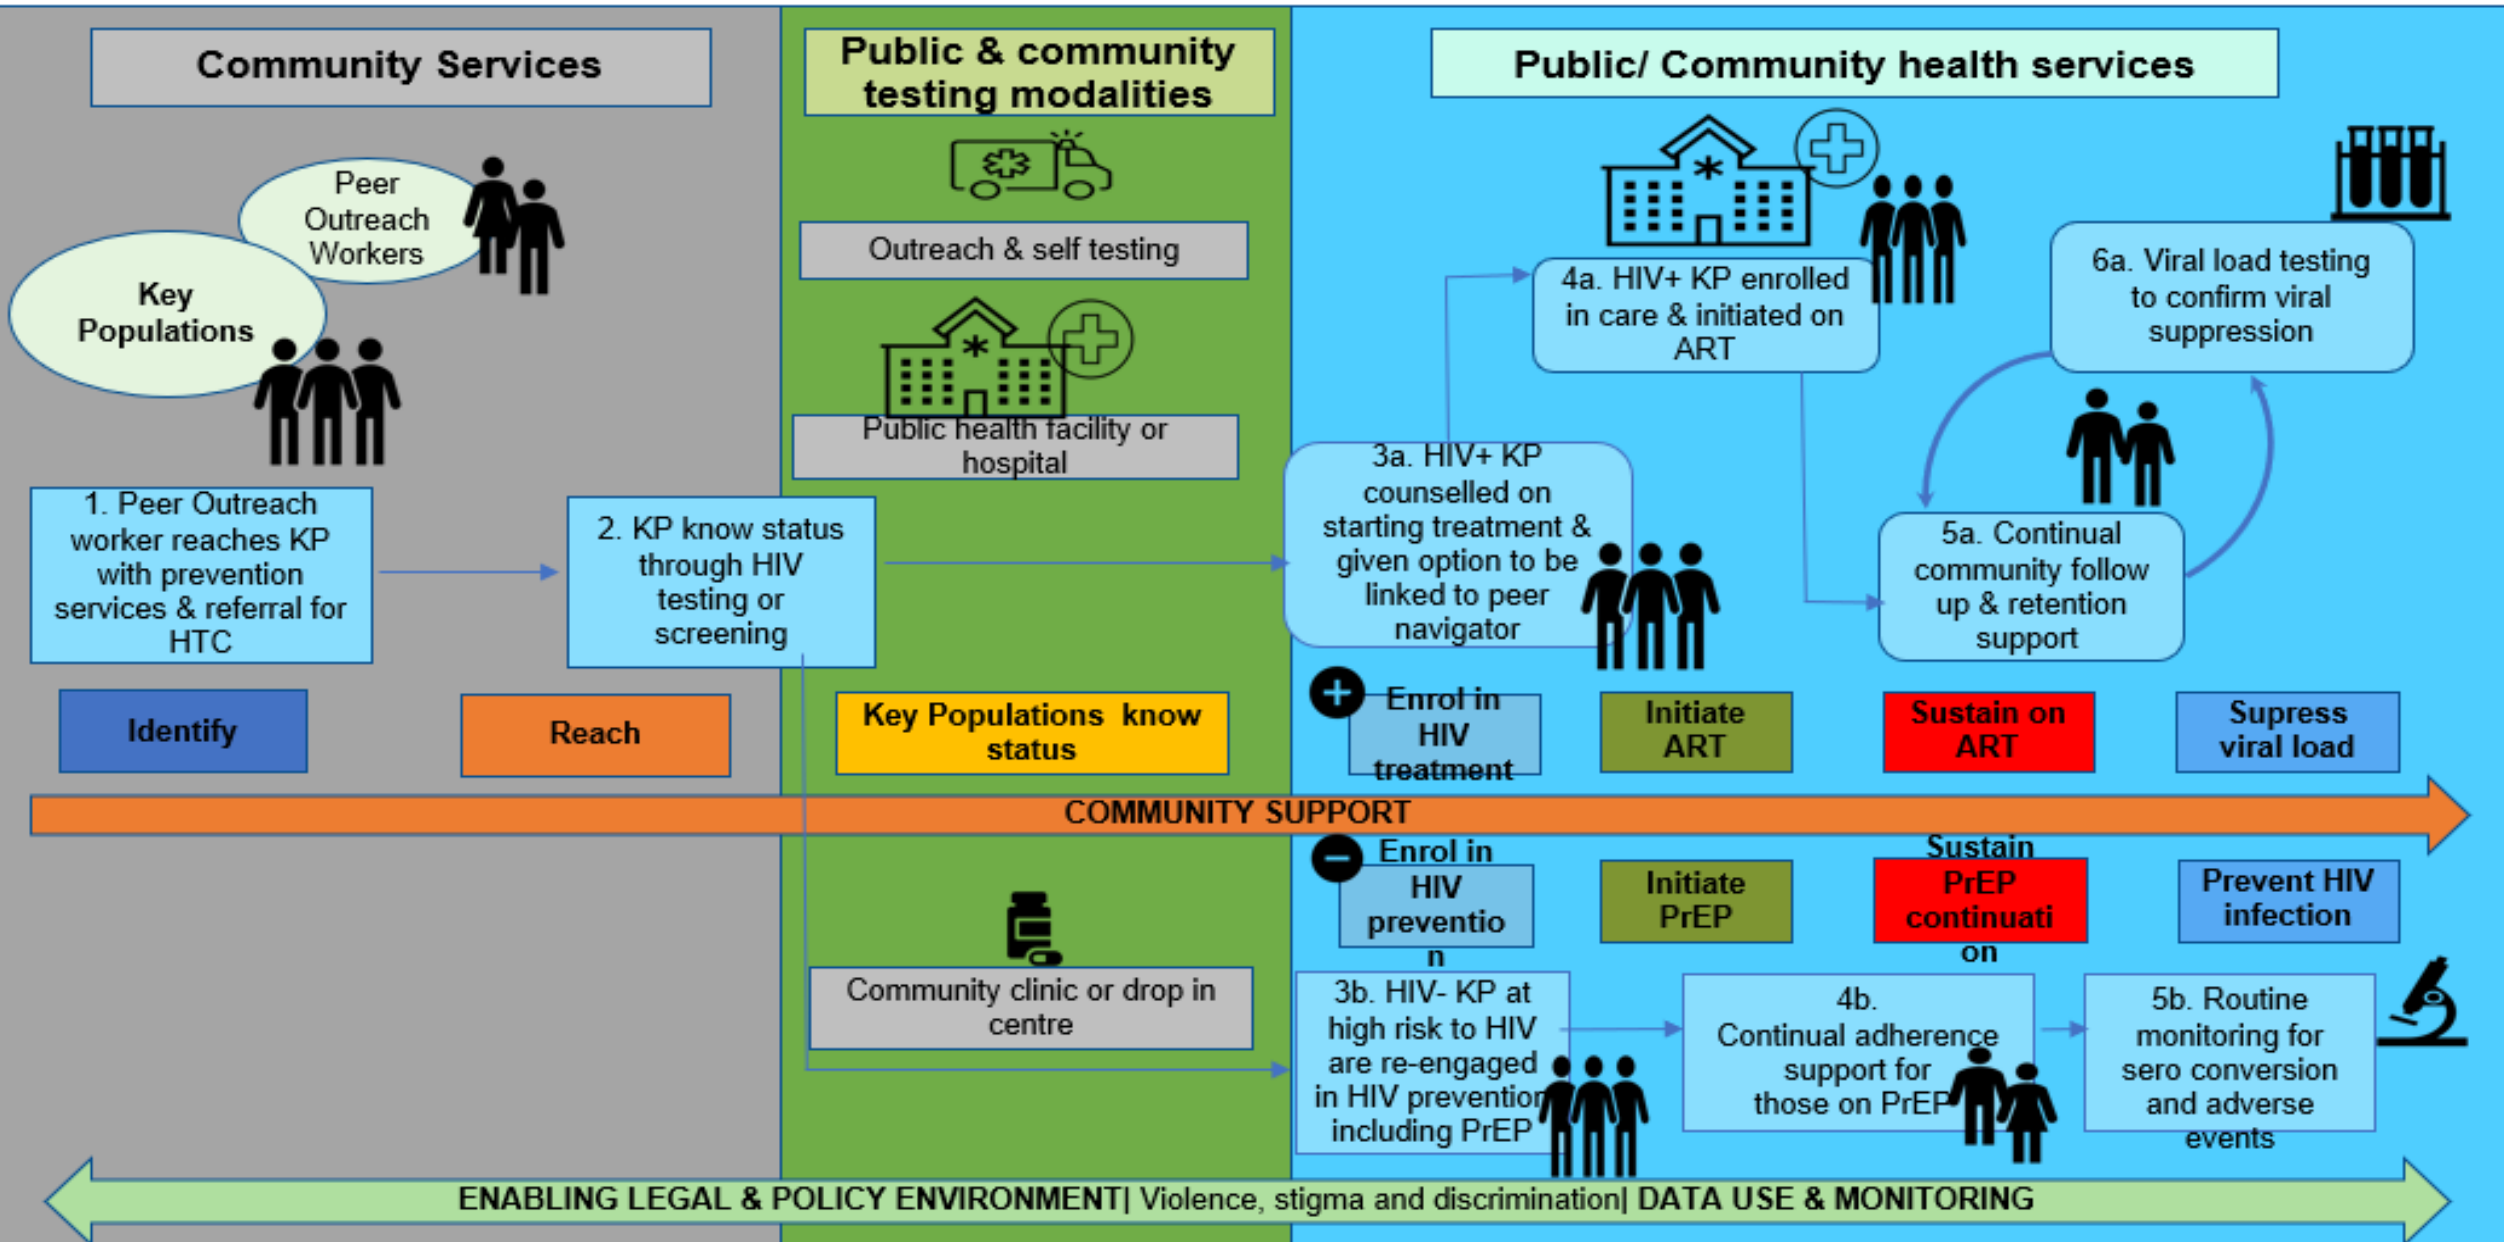 Community Services
Public & community
testing modalities
Public/ Community health services
Peer
Outreach
Workers
Key
Populations
Outreach & self testing
Public health facility or
hospital
1. Peer Outreach
worker reaches KP
with prevention
services & referral for
HTC
2. KP know status
through HIV
testing or
screening
3a. HIV+ KP
counselled on
starting treatment &
given option to be
linked to peer
navigator
4a. HIV+ KP enrolled
in care & initiated on
ART
5a. Continual
community follow
up & retention
support
6a. Viral load testing
to confirm viral
suppression
Identify
Reach
Key Populations know
status
Enrol in
HIV
treatment
Initiate
ART
Sustain on
ART
Supress
viral load
COMMUNITY SUPPORT
Enrol in
HIV
preventio
n
Initiate
PrEP
Sustain
PrEP
continuati
on
Prevent HIV
infection
Community clinic or drop in
centre
3b. HIV- KP at
high risk to HIV
are re-engaged
in HIV prevention
including PrEP
4b.
Continual adherence
support for
those on PrEP
5b. Routine
monitoring for
sero conversion
and adverse
events
ENABLING LEGAL & POLICY ENVIRONMENT| Violence, stigma and discrimination| DATA USE & MONITORING